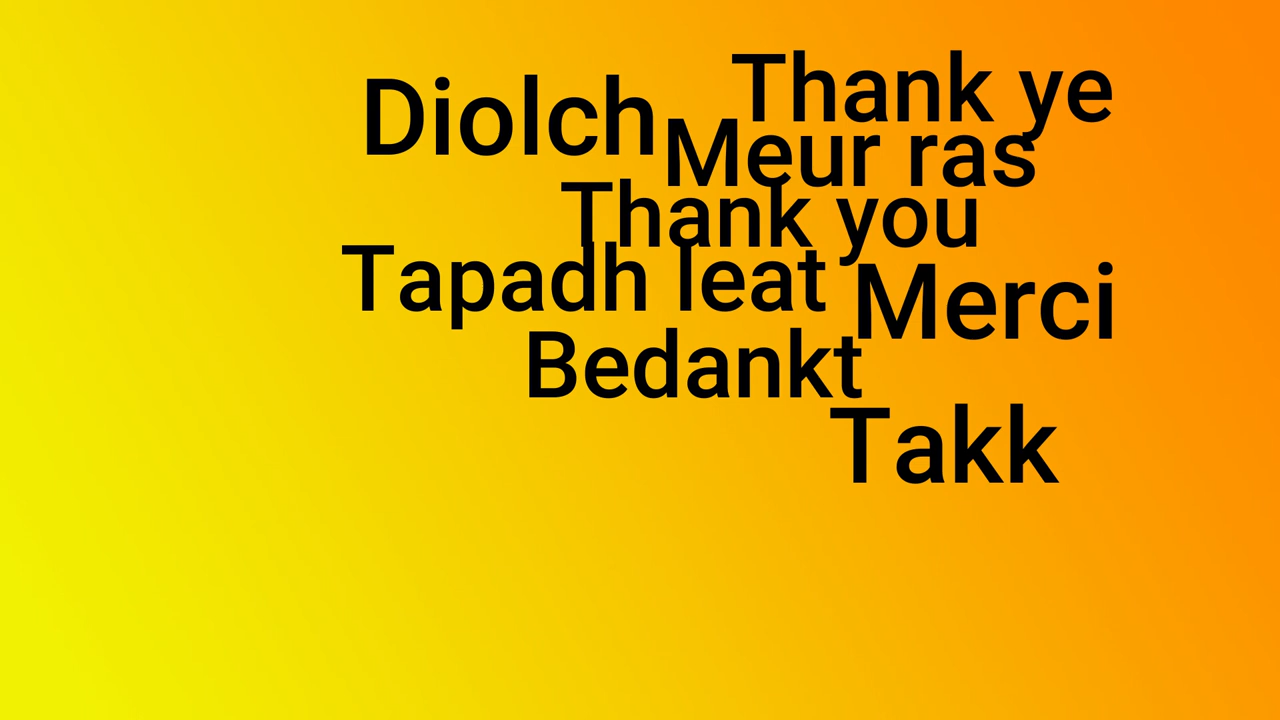 Thank ye
Diolch
Meur ras
Thank you
Tapadh leat
Merci
Bedankt
Takk